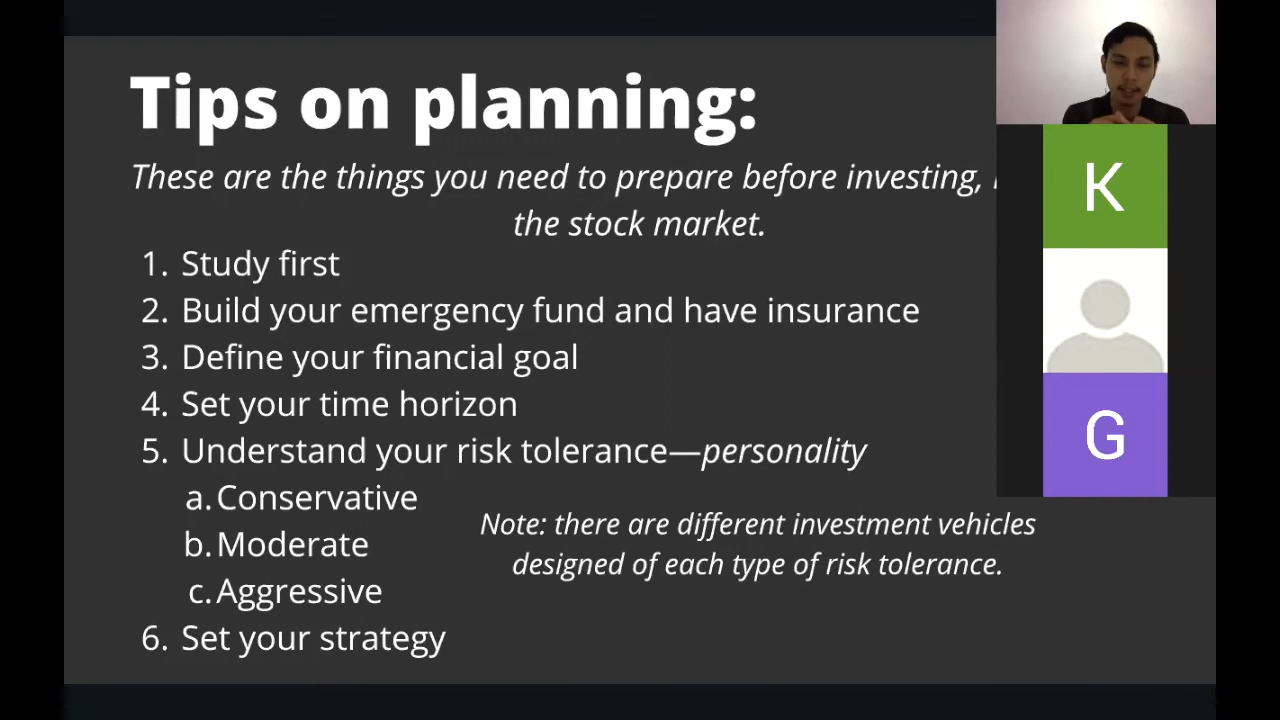 Tips on planning:
These are the things you need to prepare before investing,
the stock market.
1. Study first
2. Build your emergency fund and have insurance
3. Define your financial goal
4. Set your time horizon
5. Understand your risk tolerance—personality
a. Conservative
b. Moderate
c. Aggressive
Note: there are different investment vehicles
designed of each type of risk tolerance.
6. Set your strategy
K
G